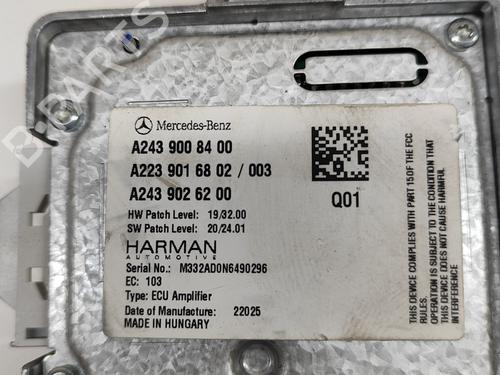 Mercedes-Benz
A243 900 84 00
A223 901 68 02 / 003
A243 902 62 00
Q01
HW Patch Level: 19/32.00
SW Patch Level: 20/24.01
HARMAN
AUTOMOTIVE
Serial No.: M332AD0N6490296
EC: 103
Type: ECU Amplifier
Date of Manufacture: 22025
MADE IN HUNGARY
THIS DEVICE COMPLIES WITH PART 15 OF THE FCC
RULES. OPERATION IS SUBJECT TO THE CONDITION THAT
THIS DEVICE DOES NOT CAUSE HARMFUL
INTERFERENCE.
B-PARTS